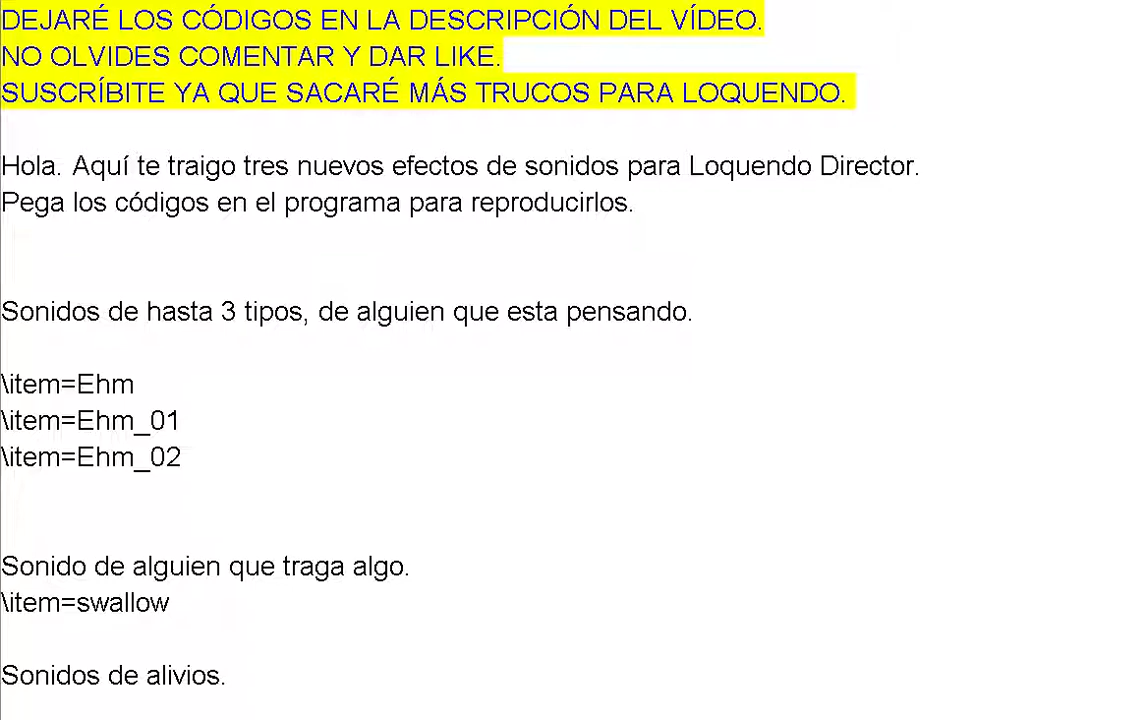 DEJARÉ LOS CÓDIGOS EN LA DESCRIPCIÓN DEL VÍDEO.
NO OLVIDES COMENTAR Y DAR LIKE.
SUSCRÍBITE YA QUE SACARÉ MÁS TRUCOS PARA LOQUENDO.
Hola. Aquí te traigo tres nuevos efectos de sonidos para Loquendo Director.
Pega los códigos en el programa para reproducirlos.
Sonidos de hasta 3 tipos, de alguien que esta pensando.
\item=Ehm
\item=Ehm_01
\item=Ehm_02
Sonido de alguien que traga algo.
\item=swallow
Sonidos de alivios.